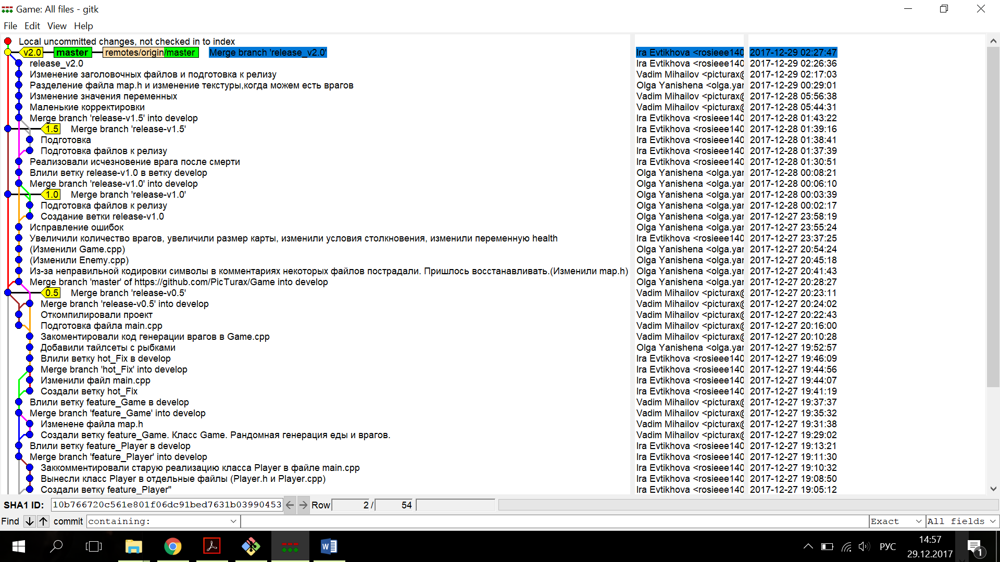 Game: All files - gitk
File Edit View Help
Local uncommitted changes, not checked in to index
v2.0 master remotes/origin/master Merge branch 'release_v2.0' Ira Evtikhova <rosieee140 2017-12-29 02:27:47
release_v2.0 Ira Evtikhova <rosieee140 2017-12-29 02:26:36
Изменение заголовочных файлов и подготовка к релизу Vadim Mihailov <picturax@ 2017-12-29 02:17:03
Разделение файла map.h и изменение текстуры,когда можем есть врагов Olga Yanishena <olga.yar 2017-12-29 00:29:01
Изменение значения переменных Vadim Mihailov <picturax@ 2017-12-28 05:56:38
Маленькие корректировки Vadim Mihailov <picturax@ 2017-12-28 05:44:31
Merge branch 'release-v1.5' into develop Ira Evtikhova <rosieee140 2017-12-28 01:43:22
1.5 Merge branch 'release-v1.5' Ira Evtikhova <rosieee140 2017-12-28 01:39:16
Подготовка Ira Evtikhova <rosieee140 2017-12-28 01:38:41
Подготовка файлов к релизу Ira Evtikhova <rosieee140 2017-12-28 01:37:39
Реализовали исчезновение врага после смерти Ira Evtikhova <rosieee140 2017-12-28 01:30:51
Влили ветку release-v1.0 в ветку develop Olga Yanishena <olga.yar 2017-12-28 00:08:21
Merge branch 'release-v1.0' into develop Olga Yanishena <olga.yar 2017-12-28 00:06:10
1.0 Merge branch 'release-v1.0' Olga Yanishena <olga.yar 2017-12-28 00:03:39
Подготовка файлов к релизу Olga Yanishena <olga.yar 2017-12-28 00:02:17
Создание ветки release-v1.0 Olga Yanishena <olga.yar 2017-12-27 23:58:19
Исправление ошибок Olga Yanishena <olga.yar 2017-12-27 23:55:24
Увеличили количество врагов, увеличили размер карты, изменили условия столкновения, изменили переменную health Ira Evtikhova <rosieee140 2017-12-27 23:37:25
(Изменили Game.cpp) Olga Yanishena <olga.yar 2017-12-27 20:54:24
(Изменили Enemy.cpp) Olga Yanishena <olga.yar 2017-12-27 20:45:18
Из-за неправильной кодировки символы в комментариях некоторых файлов пострадали. Пришлось восстанавливать.(Изменили map.h) Olga Yanishena <olga.yar 2017-12-27 20:41:43
Merge branch 'master' of https://github.com/PicTurax/Game into develop Olga Yanishena <olga.yar 2017-12-27 20:28:27
0.5 Merge branch 'release-v0.5' Vadim Mihailov <picturax@ 2017-12-27 20:23:11
Merge branch 'release-v0.5' into develop Vadim Mihailov <picturax@ 2017-12-27 20:24:02
Откомпилировали проект Vadim Mihailov <picturax@ 2017-12-27 20:22:43
Подготовка файла main.cpp Vadim Mihailov <picturax@ 2017-12-27 20:16:00
Закоментировали код генерации врагов в Game.cpp Vadim Mihailov <picturax@ 2017-12-27 20:10:28
Добавили тайлсеты с рыбками Olga Yanishena <olga.yar 2017-12-27 19:52:57
Влили ветку hot_Fix в develop Ira Evtikhova <rosieee140 2017-12-27 19:46:09
Merge branch 'hot_Fix' into develop Ira Evtikhova <rosieee140 2017-12-27 19:44:56
Изменили файл main.cpp Ira Evtikhova <rosieee140 2017-12-27 19:44:07
Создали ветку hot_Fix Ira Evtikhova <rosieee140 2017-12-27 19:41:19
Влили ветку feature_Game в develop Vadim Mihailov <picturax@ 2017-12-27 19:37:37
Merge branch 'feature_Game' into develop Vadim Mihailov <picturax@ 2017-12-27 19:35:32
Изменене файла map.h Vadim Mihailov <picturax@ 2017-12-27 19:31:38
Создали ветку feature_Game. Класс Game. Рандомная генерация еды и врагов. Vadim Mihailov <picturax@ 2017-12-27 19:29:02
Влили ветку feature_Player в develop Ira Evtikhova <rosieee140 2017-12-27 19:13:21
Merge branch 'feature_Player' into develop Ira Evtikhova <rosieee140 2017-12-27 19:11:30
Заккомментировали старую реализацию класса Player в файле main.cpp Ira Evtikhova <rosieee140 2017-12-27 19:10:32
Вынесли класс Player в отдельные файлы (Player.h и Player.cpp) Ira Evtikhova <rosieee140 2017-12-27 19:08:50
Создали ветку feature_Player" Ira Evtikhova <rosieee140 2017-12-27 19:05:12
SHA1 ID: 10b766720c561e801f06dc91bed7631b03990453 Row 2 / 54
Find commit containing: Exact All fields
РУС 14:57
29.12.2017
1